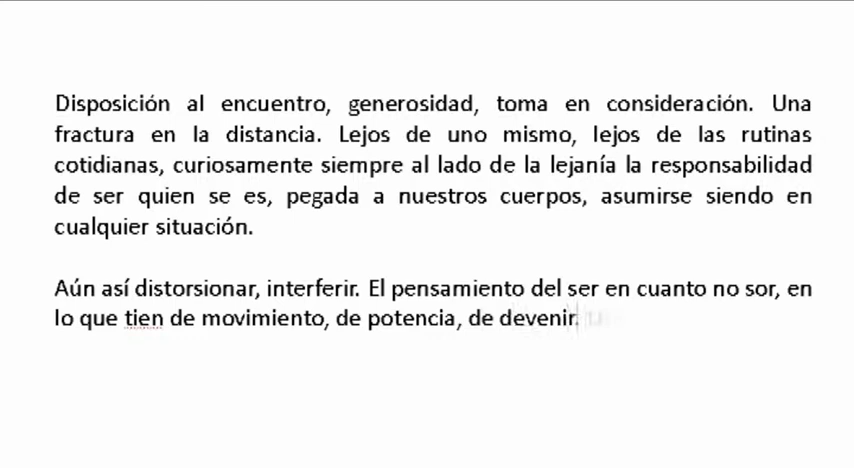 Disposición al encuentro, generosidad, toma en consideración. Una
fractura en la distancia. Lejos de uno mismo, lejos de las rutinas
cotidianas, curiosamente siempre al lado de la lejanía la responsabilidad
de ser quien se es, pegada a nuestros cuerpos, asumirse siendo en
cualquier situación.
Aún así distorsionar, interferir. El pensamiento del ser en cuanto no sor, en
lo que tien de movimiento, de potencia, de devenir.